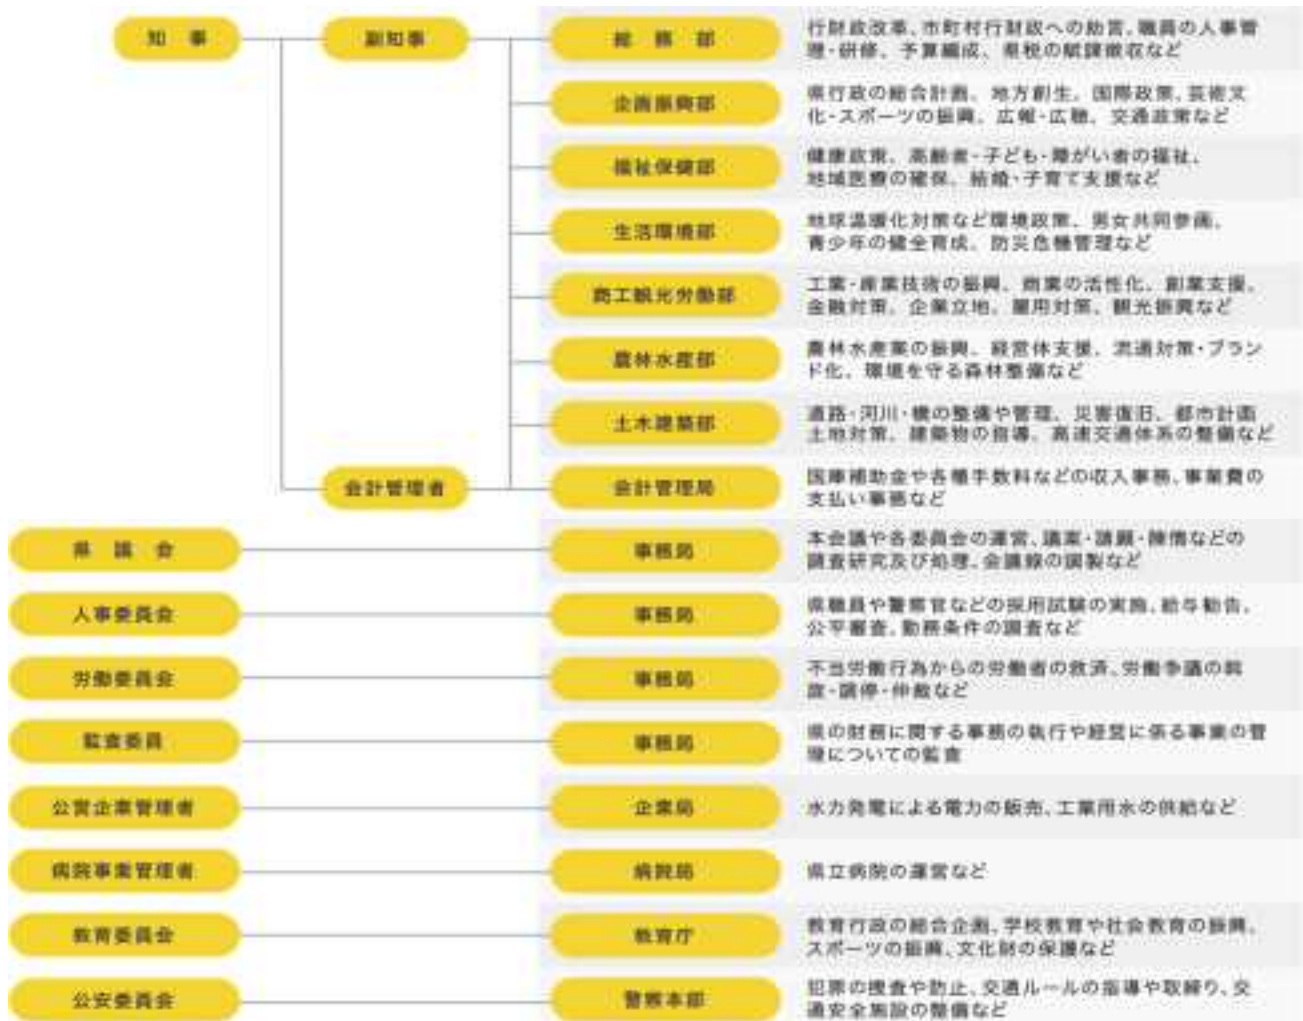 知 事
副知事
総 務 部
行財政改革、市町村行財政への助言、職員の人事管
理・研修、予算編成、県税の賦課徴収など
企画振興部
県行政の総合計画、地方創生、国際政策、芸術文
化・スポーツの振興、広報・広聴、交通政策など
福祉保健部
健康政策、高齢者・子ども・障がい者の福祉、
地域医療の確保、結婚・子育て支援など
生活環境部
地球温暖化対策など環境政策、男女共同参画、
青少年の健全育成、防災危機管理など
商工観光労働部
工業・産業技術の振興、商業の活性化、創業支援、
金融対策、企業立地、雇用対策、観光振興など
農林水産部
農林水産業の振興、経営体支援、流通対策・ブラン
ド化、環境を守る森林整備など
土木建築部
道路・河川・橋の整備や管理、災害復旧、都市計画
土地対策、建築物の指導、高速交通体系の整備など
会計管理者
会計管理局
国庫補助金や各種手数料などの収入事務、事業費の
支払い事務など
県 議 会
事務局
本会議や各委員会の運営、議案・請願・陳情などの
調査研究及び処理、会議録の調製など
人事委員会
事務局
県職員や警察官などの採用試験の実施、給与勧告、
公平審査、勤務条件の調査など
労働委員会
事務局
不当労働行為からの労働者の救済、労働争議の斡
旋・調停・仲裁など
監査委員
事務局
県の財務に関する事務の執行や経営に係る事業の管
理についての監査
公営企業管理者
企業局
水力発電による電力の販売、工業用水の供給など
病院事業管理者
病院局
県立病院の運営など
教育委員会
教育庁
教育行政の総合企画、学校教育や社会教育の振興、
スポーツの振興、文化財の保護など
公安委員会
警察本部
犯罪の捜査や防止、交通ルールの指導や取締り、交
通安全施設の整備など